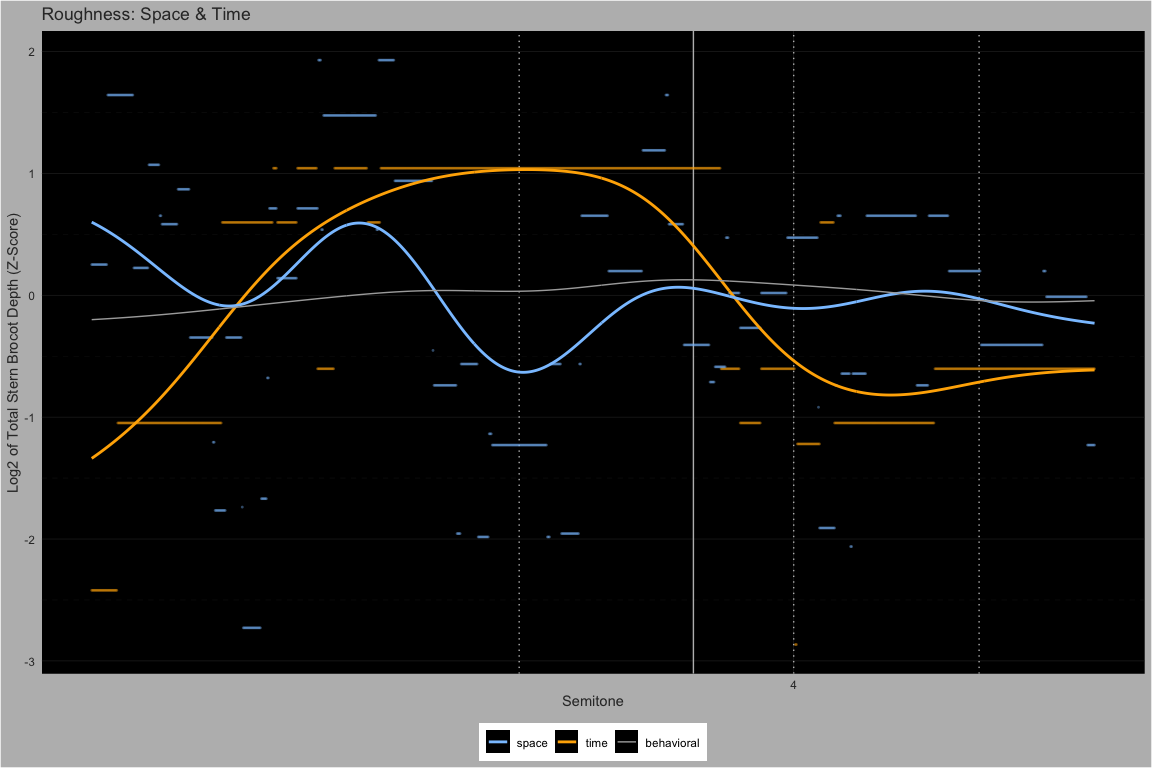 Roughness: Space & Time
Log2 of Total Stern Brocot Depth (Z-Score)
2
1
0
-1
-2
-3
4
Semitone
space time behavioral